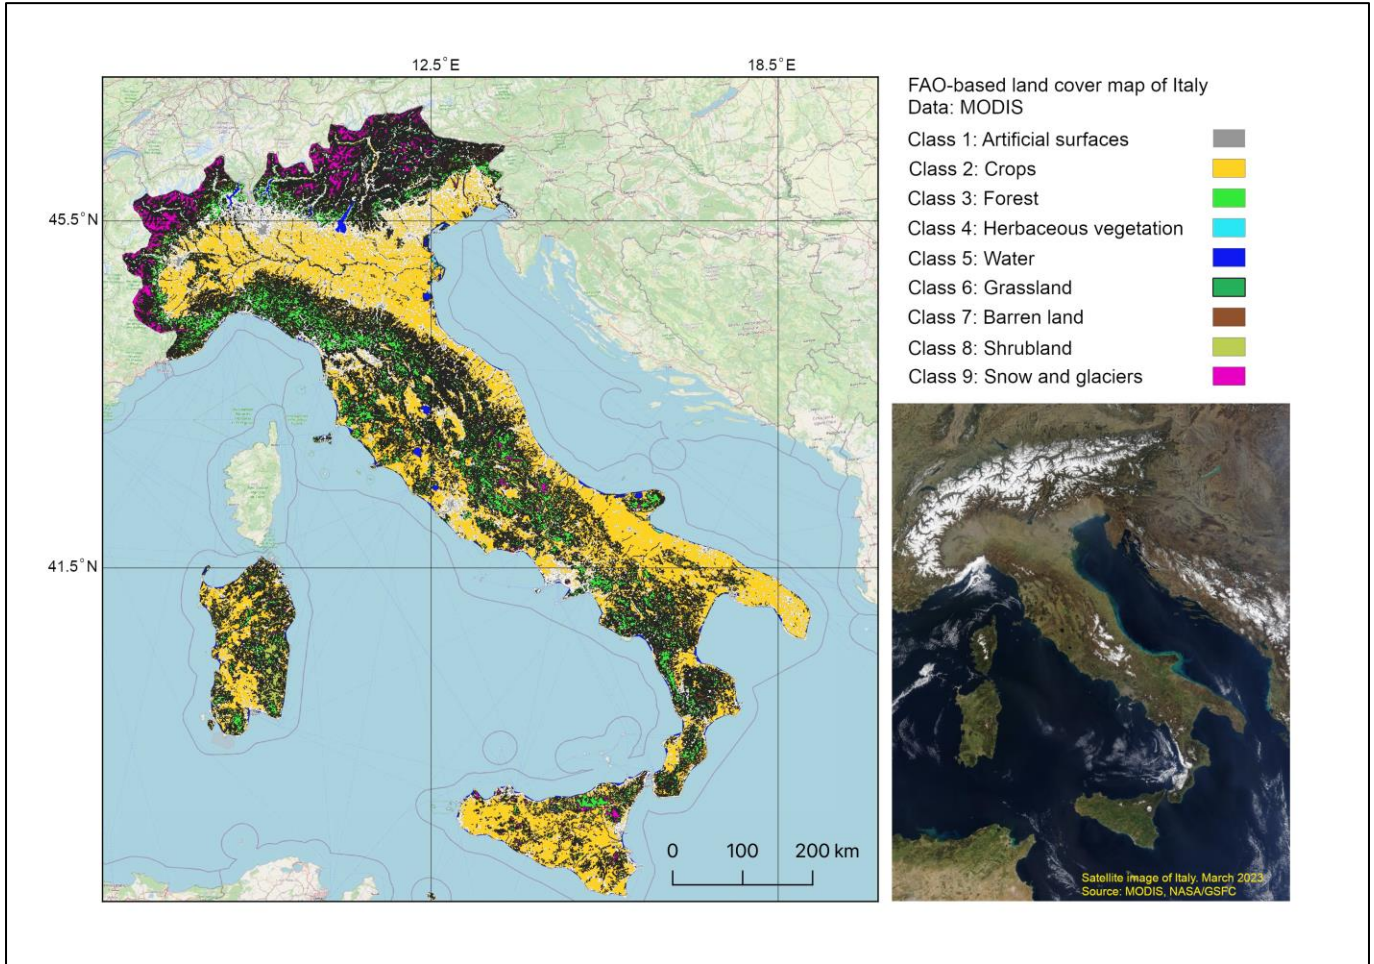 12.5°E
18.5°E
45.5°N
41.5°N
0 100 200 km
FAO-based land cover map of Italy
Data: MODIS
Class 1: Artificial surfaces
Class 2: Crops
Class 3: Forest
Class 4: Herbaceous vegetation
Class 5: Water
Class 6: Grassland
Class 7: Barren land
Class 8: Shrubland
Class 9: Snow and glaciers
Satellite image of Italy. March 2023
Source: MODIS, NASA/GSFC